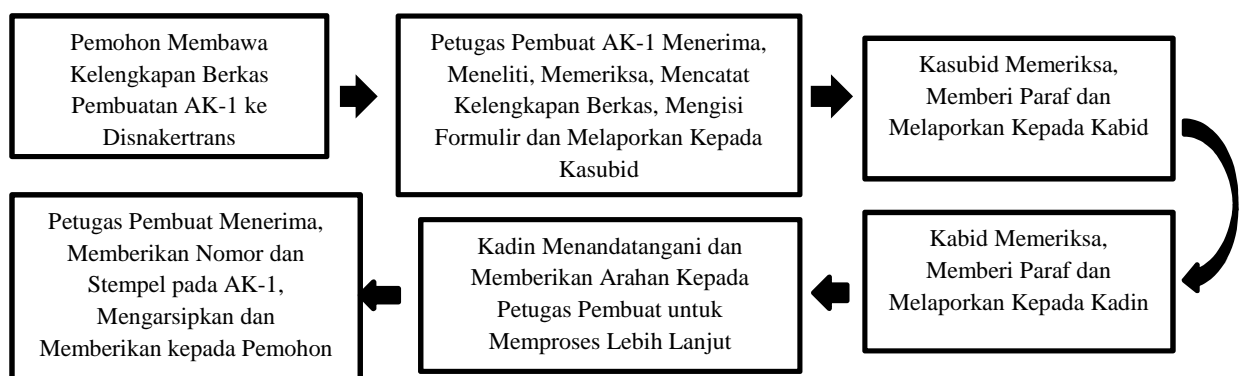 Pemohon Membawa
Kelengkapan Berkas
Pembuatan AK-1 ke
Disnakertrans
Petugas Pembuat AK-1 Menerima,
Meneliti, Memeriksa, Mencatat
Kelengkapan Berkas, Mengisi
Formulir dan Melaporkan Kepada
Kasubid
Kasubid Memeriksa,
Memberi Paraf dan
Melaporkan Kepada Kabid
Kabid Memeriksa,
Memberi Paraf dan
Melaporkan Kepada Kadin
Kadin Menandatangani dan
Memberikan Arahan Kepada
Petugas Pembuat untuk
Memproses Lebih Lanjut
Petugas Pembuat Menerima,
Memberikan Nomor dan
Stempel pada AK-1,
Mengarsipkan dan
Memberikan kepada Pemohon